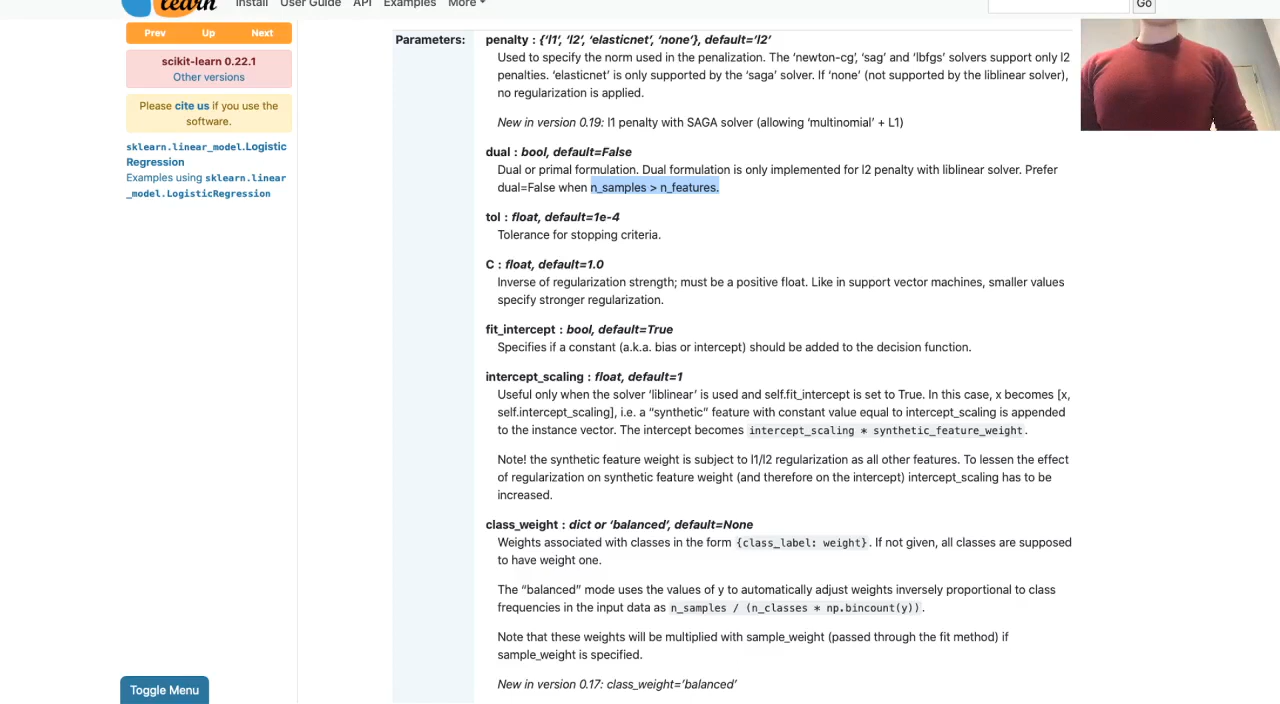 learn
Install User Guide API Examples More
Go
Prev Up Next
scikit-learn 0.22.1
Other versions
Please cite us if you use the
software.
sklearn.linear_model.Logistic
Regression
Examples using sklearn.linear
_model.LogisticRegression
Toggle Menu
Parameters:
penalty : {‘l1’, ‘l2’, ‘elasticnet’, ‘none’}, default=’l2’
Used to specify the norm used in the penalization. The ‘newton-cg’, ‘sag’ and ‘lbfgs’ solvers support only l2
penalties. ‘elasticnet’ is only supported by the ‘saga’ solver. If ‘none’ (not supported by the liblinear solver),
no regularization is applied.
New in version 0.19: l1 penalty with SAGA solver (allowing ‘multinomial’ + L1)
dual : bool, default=False
Dual or primal formulation. Dual formulation is only implemented for l2 penalty with liblinear solver. Prefer
dual=False when n_samples > n_features.
tol : float, default=1e-4
Tolerance for stopping criteria.
C : float, default=1.0
Inverse of regularization strength; must be a positive float. Like in support vector machines, smaller values
specify stronger regularization.
fit_intercept : bool, default=True
Specifies if a constant (a.k.a. bias or intercept) should be added to the decision function.
intercept_scaling : float, default=1
Useful only when the solver ‘liblinear’ is used and self.fit_intercept is set to True. In this case, x becomes [x,
self.intercept_scaling], i.e. a “synthetic” feature with constant value equal to intercept_scaling is appended
to the instance vector. The intercept becomes intercept_scaling * synthetic_feature_weight.
Note! the synthetic feature weight is subject to l1/l2 regularization as all other features. To lessen the effect
of regularization on synthetic feature weight (and therefore on the intercept) intercept_scaling has to be
increased.
class_weight : dict or ‘balanced’, default=None
Weights associated with classes in the form {class_label: weight}. If not given, all classes are supposed
to have weight one.
The “balanced” mode uses the values of y to automatically adjust weights inversely proportional to class
frequencies in the input data as n_samples / (n_classes * np.bincount(y)).
Note that these weights will be multiplied with sample_weight (passed through the fit method) if
sample_weight is specified.
New in version 0.17: class_weight=’balanced’